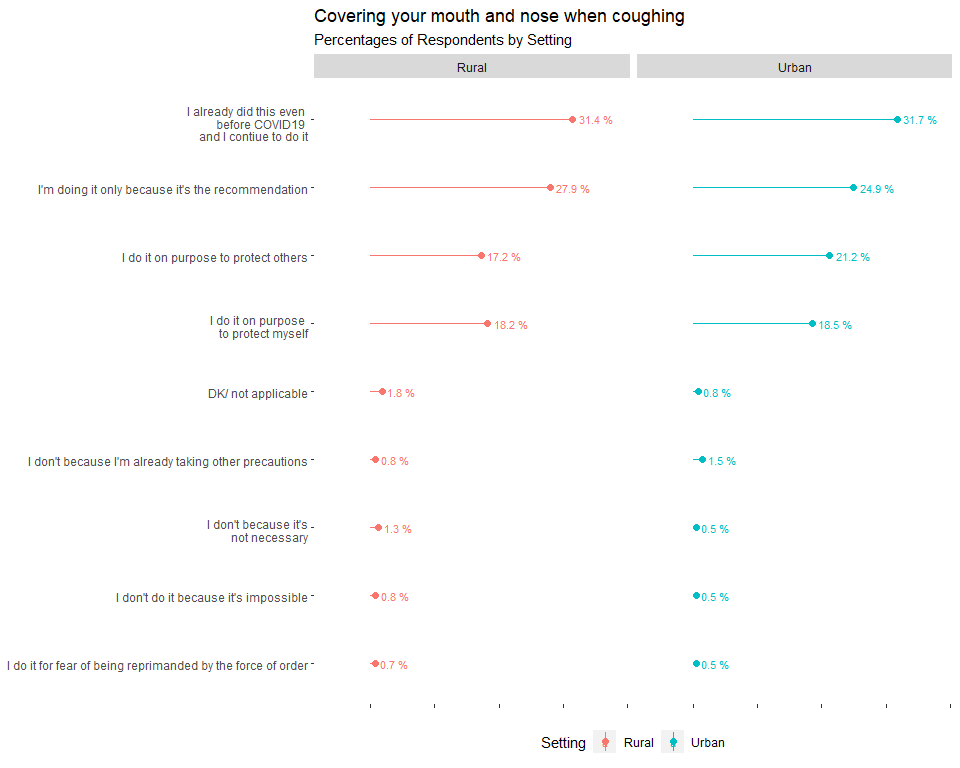 Covering your mouth and nose when coughing
Percentages of Respondents by Setting
Rural
Urban
I already did this even
before COVID19
and I contiue to do it
31.4 %
31.7 %
I'm doing it only because it's the recommendation
27.9 %
24.9 %
I do it on purpose to protect others
17.2 %
21.2 %
I do it on purpose
to protect myself
18.2 %
18.5 %
DK/ not applicable
1.8 %
0.8 %
I don't because I'm already taking other precautions
0.8 %
1.5 %
I don't because it's
not necessary
1.3 %
0.5 %
I don't do it because it's impossible
0.8 %
0.5 %
I do it for fear of being reprimanded by the force of order
0.7 %
0.5 %
Setting
Rural
Urban